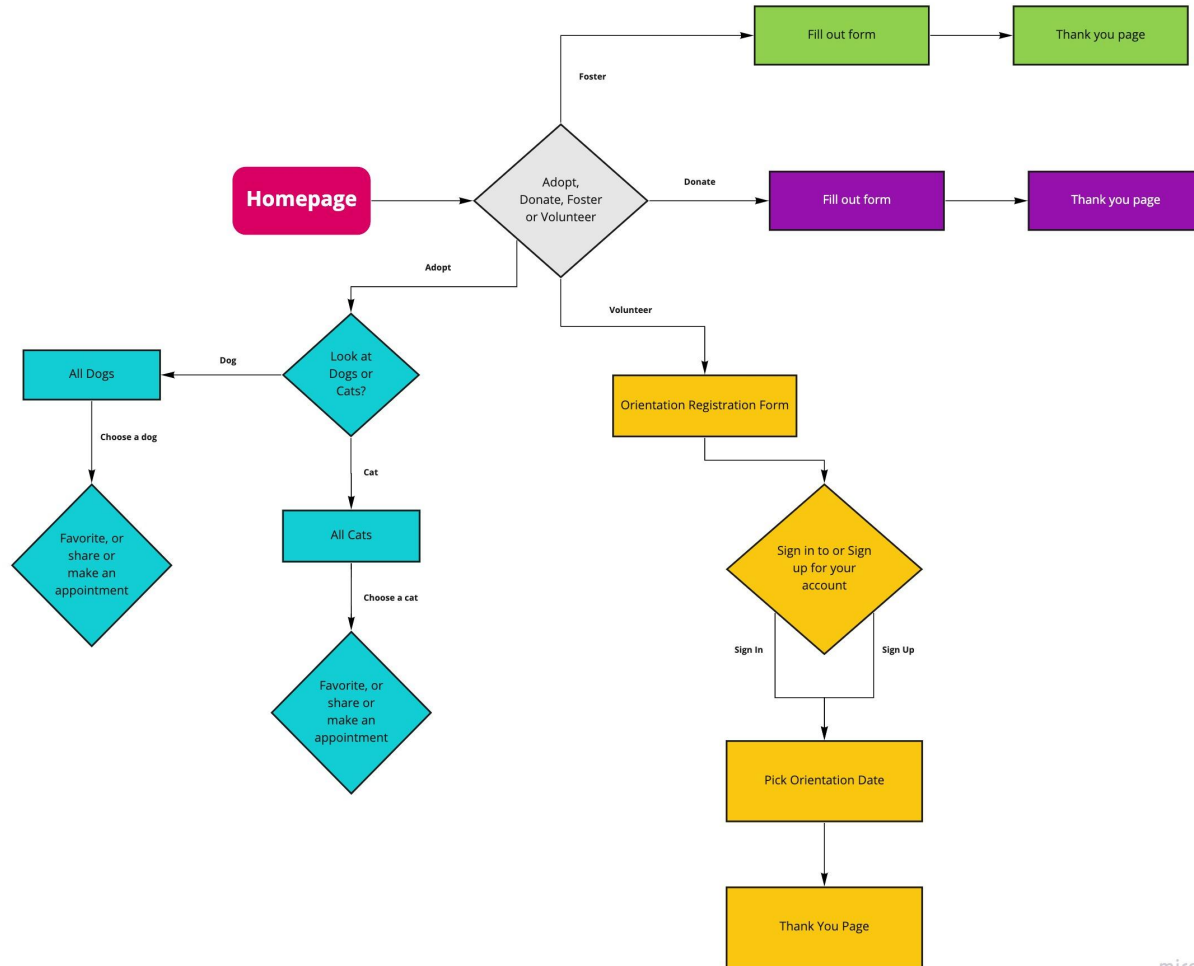 Fill out form
Thank you page
Foster
Homepage
Adopt,
Donate, Foster
or Volunteer
Donate
Fill out form
Thank you page
Adopt
Volunteer
All Dogs
Dog
Look at
Dogs or
Cats?
Orientation Registration Form
Choose a dog
Cat
Favorite, or
share or
make an
appointment
All Cats
Sign in to or Sign
up for your
account
Choose a cat
Sign In
Sign Up
Favorite, or
share or
make an
appointment
Pick Orientation Date
Thank You Page